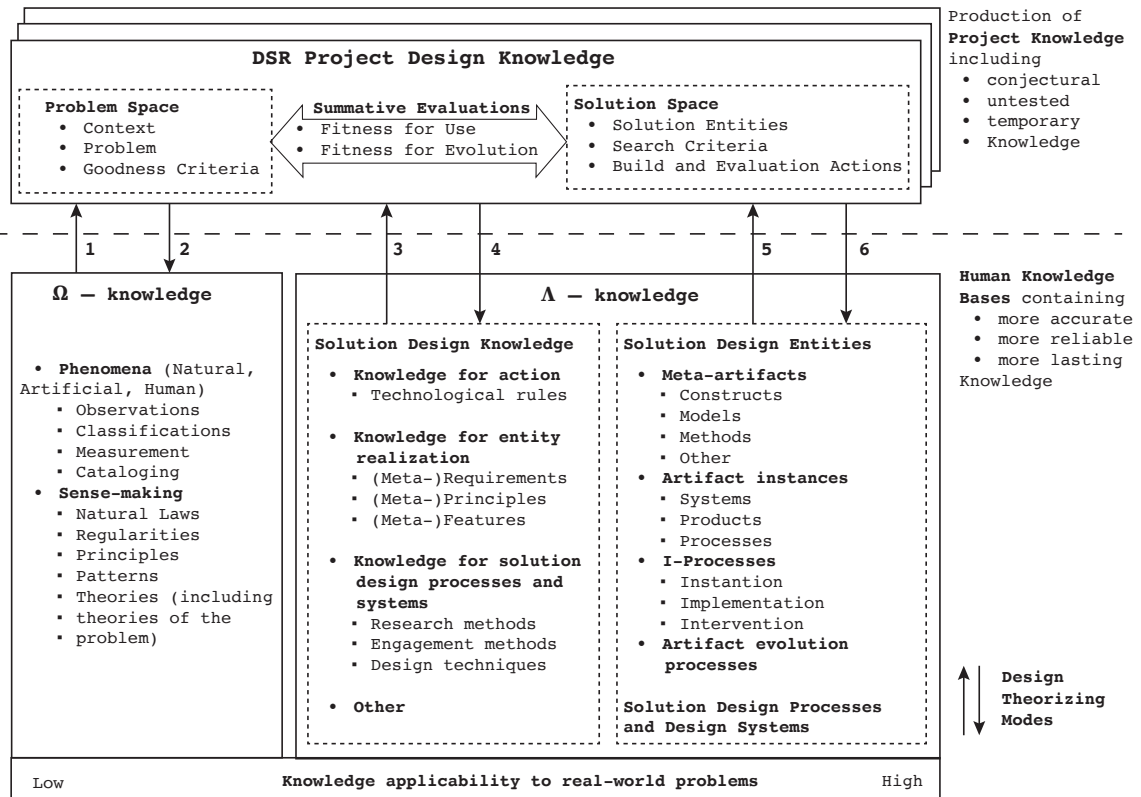 DSR Project Design Knowledge
Problem Space
• Context
• Problem
• Goodness Criteria
Summative Evaluations
• Fitness for Use
• Fitness for Evolution
Solution Space
• Solution Entities
• Search Criteria
• Build and Evaluation Actions
Production of
Project Knowledge
including
• conjectural
• untested
• temporary
• Knowledge
1
2
3
4
5
6
Ω – knowledge
• Phenomena (Natural,
Artificial, Human)
▪ Observations
▪ Classifications
▪ Measurement
▪ Cataloging
• Sense-making
▪ Natural Laws
▪ Regularities
▪ Principles
▪ Patterns
▪ Theories (including
▪ theories of the
▪ problem)
Λ – knowledge
Solution Design Knowledge
• Knowledge for action
▪ Technological rules
• Knowledge for entity
realization
▪ (Meta-)Requirements
▪ (Meta-)Principles
▪ (Meta-)Features
• Knowledge for solution
design processes and
systems
▪ Research methods
▪ Engagement methods
▪ Design techniques
• Other
Solution Design Entities
• Meta-artifacts
▪ Constructs
▪ Models
▪ Methods
▪ Other
• Artifact instances
▪ Systems
▪ Products
▪ Processes
• I-Processes
▪ Instantion
▪ Implementation
▪ Intervention
• Artifact evolution
processes
Solution Design Processes
and Design Systems
Human Knowledge
Bases containing
• more accurate
• more reliable
• more lasting
Knowledge
Design
Theorizing
Modes
Low
Knowledge applicability to real-world problems
High